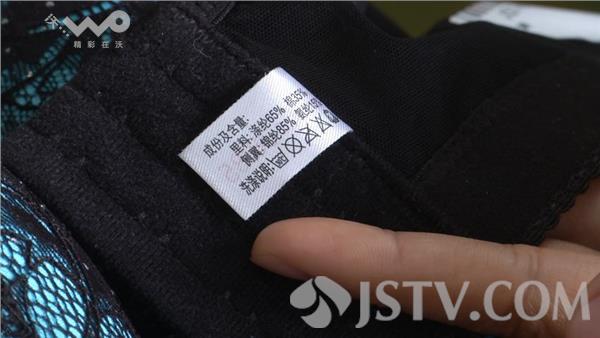 WO
精彩在沃
成份及含量:
里料: 涤纶65% 棉35%
侧翼: 锦纶85% 氨纶15%
洗涤说明:
JSTV.COM